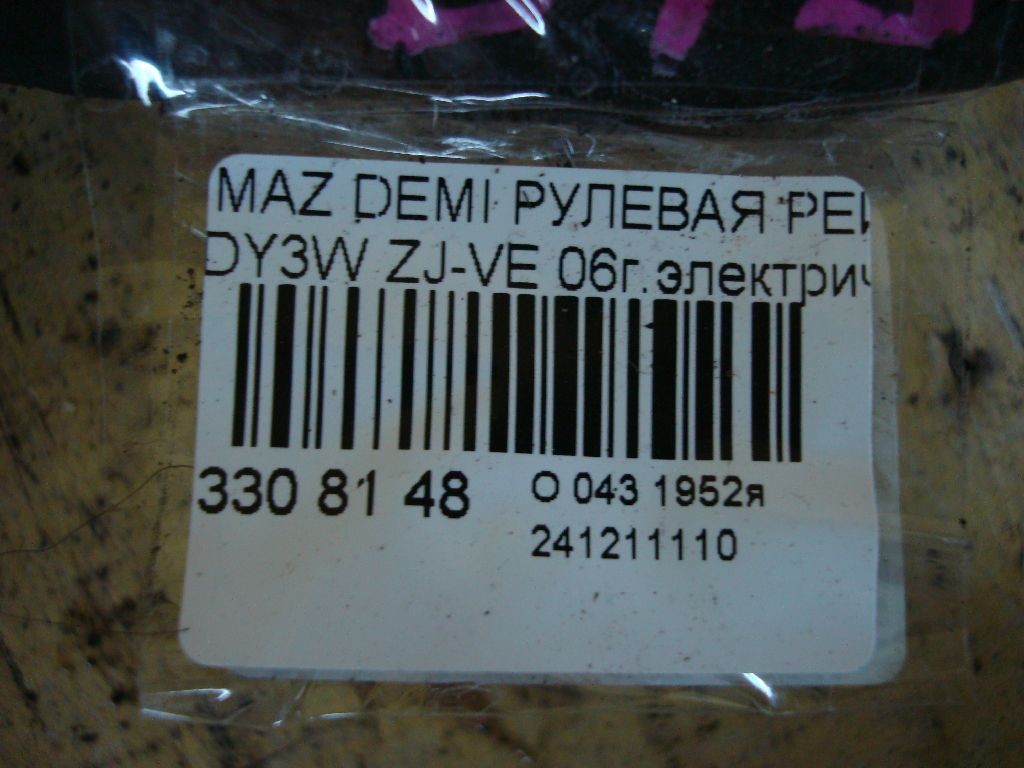 MAZ DEMI РУЛЕВАЯ РЕЙ
DY3W ZJ-VE 06г.электрич
330 81 48
О 043 1952я
241211110